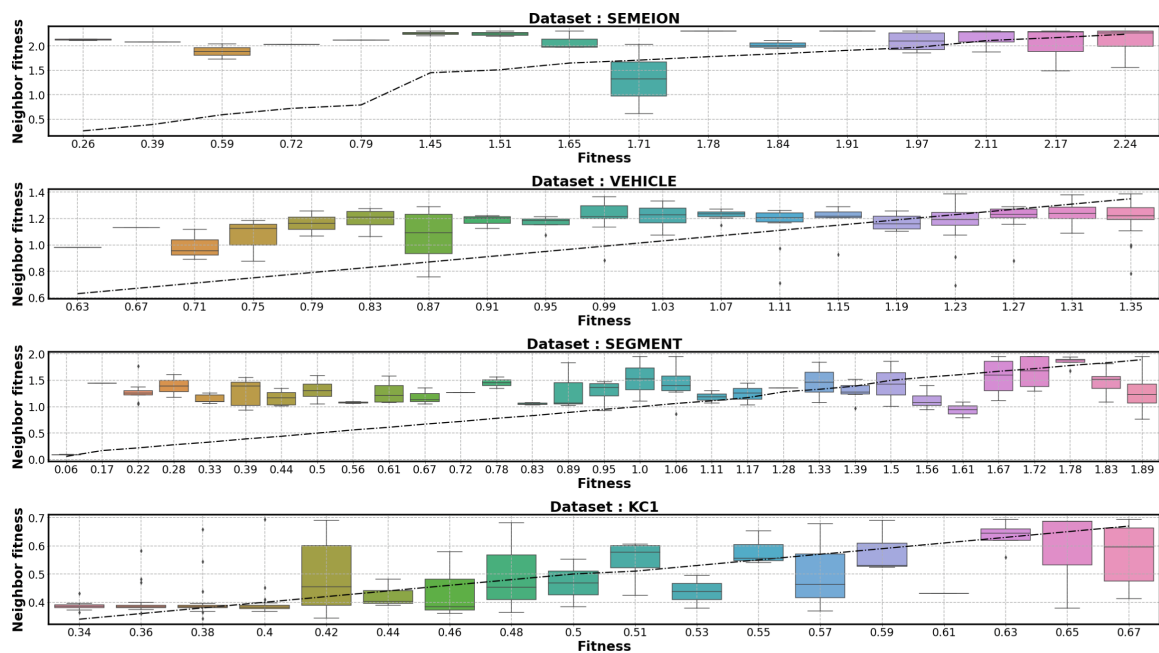 Dataset : SEMEION
Neighbor fitness
2.0
1.5
1.0
0.5
0.26 0.39 0.59 0.72 0.79 1.45 1.51 1.65 1.71 1.78 1.84 1.91 1.97 2.11 2.17 2.24
Fitness
Dataset : VEHICLE
Neighbor fitness
1.4
1.2
1.0
0.8
0.6
0.63 0.67 0.71 0.75 0.79 0.83 0.87 0.91 0.95 0.99 1.03 1.07 1.11 1.15 1.19 1.23 1.27 1.31 1.35
Fitness
Dataset : SEGMENT
Neighbor fitness
2.0
1.5
1.0
0.5
0.0
0.06 0.17 0.22 0.28 0.33 0.39 0.44 0.5 0.56 0.61 0.67 0.72 0.78 0.83 0.89 0.95 1.0 1.06 1.11 1.17 1.28 1.33 1.39 1.5 1.56 1.61 1.67 1.72 1.78 1.83 1.89
Fitness
Dataset : KC1
Neighbor fitness
0.7
0.6
0.5
0.4
0.34 0.36 0.38 0.4 0.42 0.44 0.46 0.48 0.5 0.51 0.53 0.55 0.57 0.59 0.61 0.63 0.65 0.67
Fitness